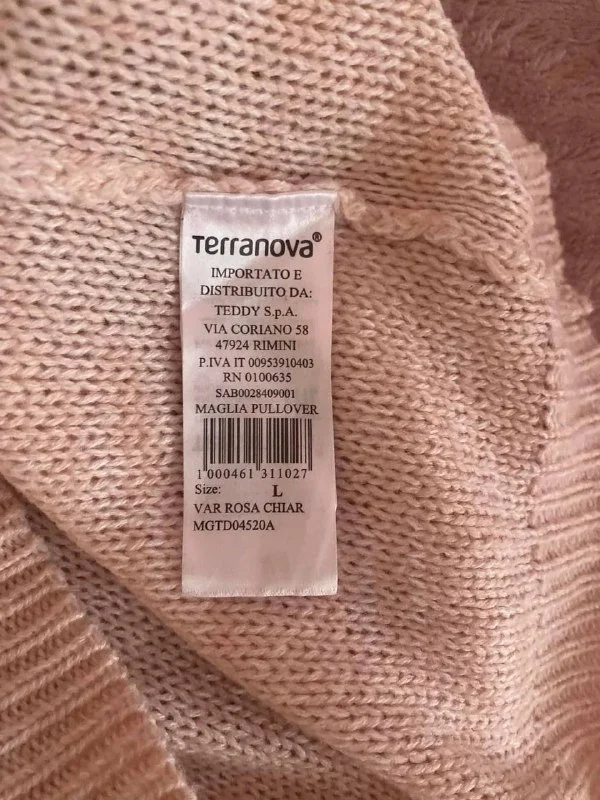 Terranova®
IMPORTATO E
DISTRIBUITO DA:
TEDDY S.p.A.
VIA CORIANO 58
47924 RIMINI
P.IVA IT 00953910403
RN 0100635
SAB0028409001
MAGLIA PULLOVER
1 000461 311027
Size: L
VAR ROSA CHIAR
MGTD04520A